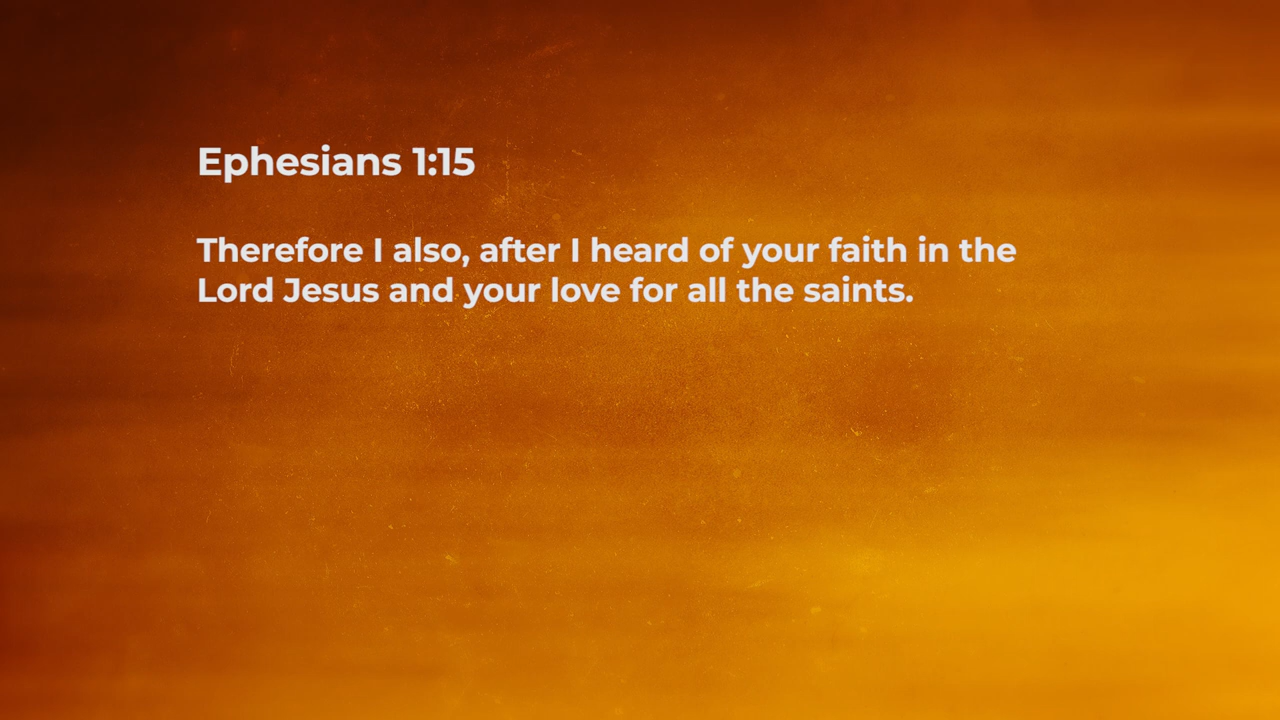 Ephesians 1:15
Therefore I also, after I heard of your faith in the
Lord Jesus and your love for all the saints.